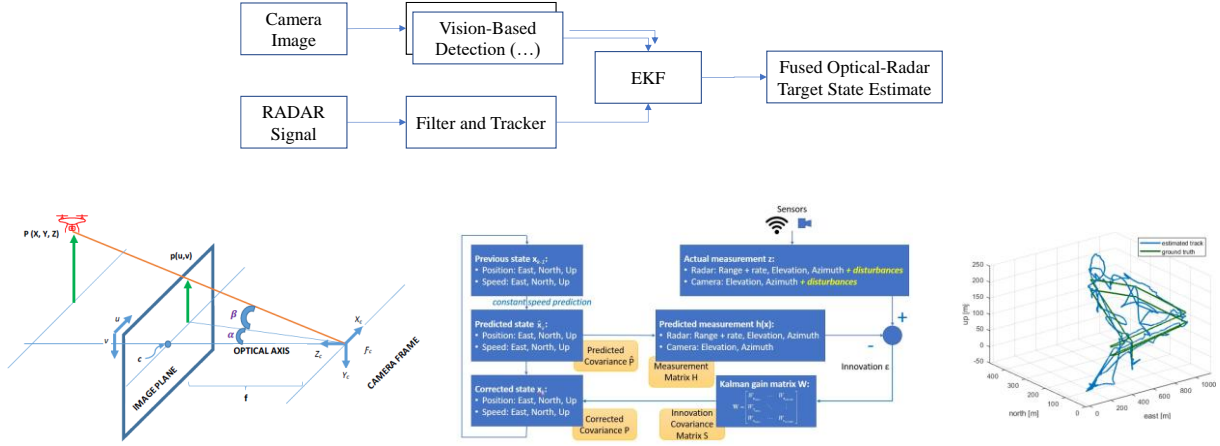 Camera
Image
Vision-Based
Detection (…)
EKF
Fused Optical-Radar
Target State Estimate
RADAR
Signal
Filter and Tracker
P (X, Y, Z)
p(u,v)
u
v
c
β
α
OPTICAL AXIS
IMAGE PLANE
f
X_c
Z_c
Y_c
F_c
CAMERA FRAME
Sensors
Previous state x_{k-1}:
• Position: East, North, Up
• Speed: East, North, Up
constant speed prediction
Predicted state x̂_k:
• Position: East, North, Up
• Speed: East, North, Up
Predicted
Covariance P̂
Corrected state x_k:
• Position: East, North, Up
• Speed: East, North, Up
Corrected
Covariance P
Actual measurement z:
• Radar: Range + rate, Elevation, Azimuth + disturbances
• Camera: Elevation, Azimuth + disturbances
Predicted measurement h(x):
• Radar: Range + rate, Elevation, Azimuth
• Camera: Elevation, Azimuth
Measurement
Matrix H
+
-
Innovation ε
Kalman gain matrix W:
Innovation
Covariance
Matrix S
estimated track
ground truth
up [m]
250
200
150
100
50
0
-50
north [m]
400
300
200
100
0
east [m]
0
200
400
600
800
1000